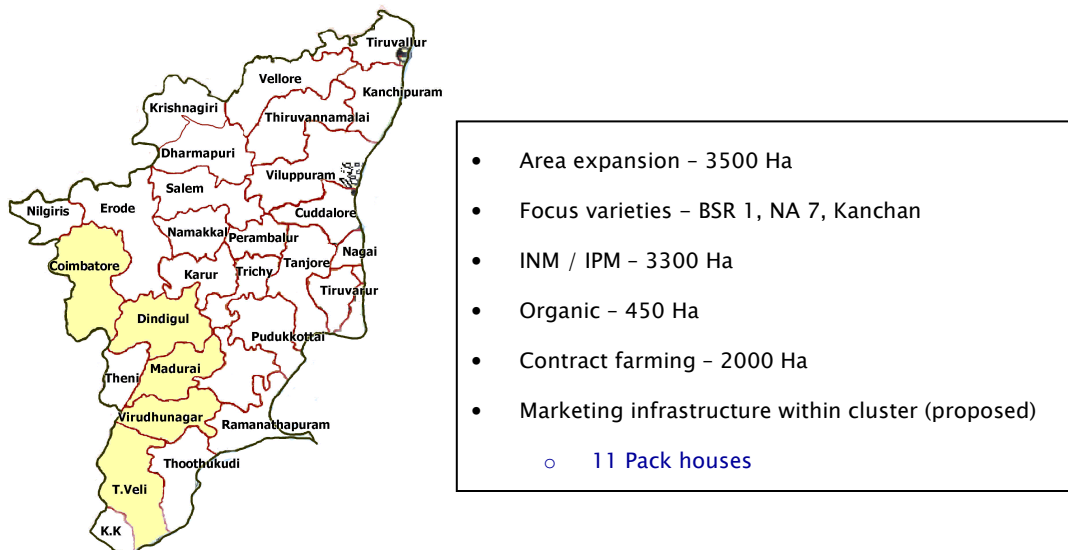 Tiruvallur
Vellore
Kanchipuram
Krishnagiri
Thiruvannamalai
Dharmapuri
Viluppuram
Salem
Nilgiris
Erode
Cuddalore
Namakkal
Perambalur
Nagai
Coimbatore
Karur
Trichy
Tanjore
Tiruvarur
Dindigul
Pudukkottai
Theni
Madurai
Virudhunagar
Ramanathapuram
Thoothukudi
T.Veli
K.K
• Area expansion – 3500 Ha
• Focus varieties – BSR 1, NA 7, Kanchan
• INM / IPM – 3300 Ha
• Organic – 450 Ha
• Contract farming – 2000 Ha
• Marketing infrastructure within cluster (proposed)
o 11 Pack houses